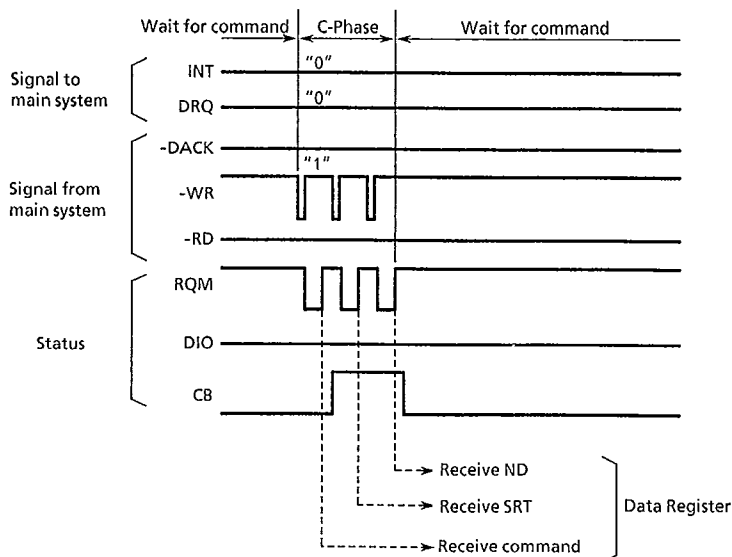 Wait for command C-Phase Wait for command
Signal to
main system
INT "0"
DRQ "0"
Signal from
main system
-DACK
"1"
-WR
-RD
Status
RQM
DIO
CB
Receive ND
Receive SRT
Receive command
Data Register